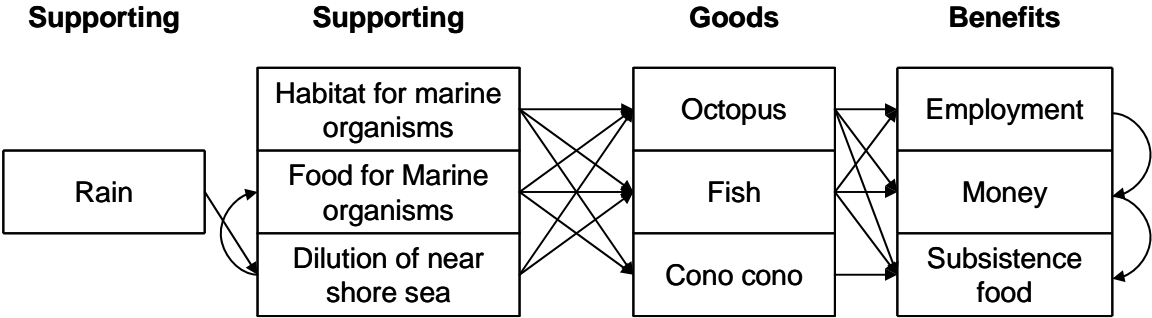 Supporting
Supporting
Goods
Benefits
Rain
Habitat for marine
organisms
Food for Marine
organisms
Dilution of near
shore sea
Octopus
Fish
Cono cono
Employment
Money
Subsistence
food